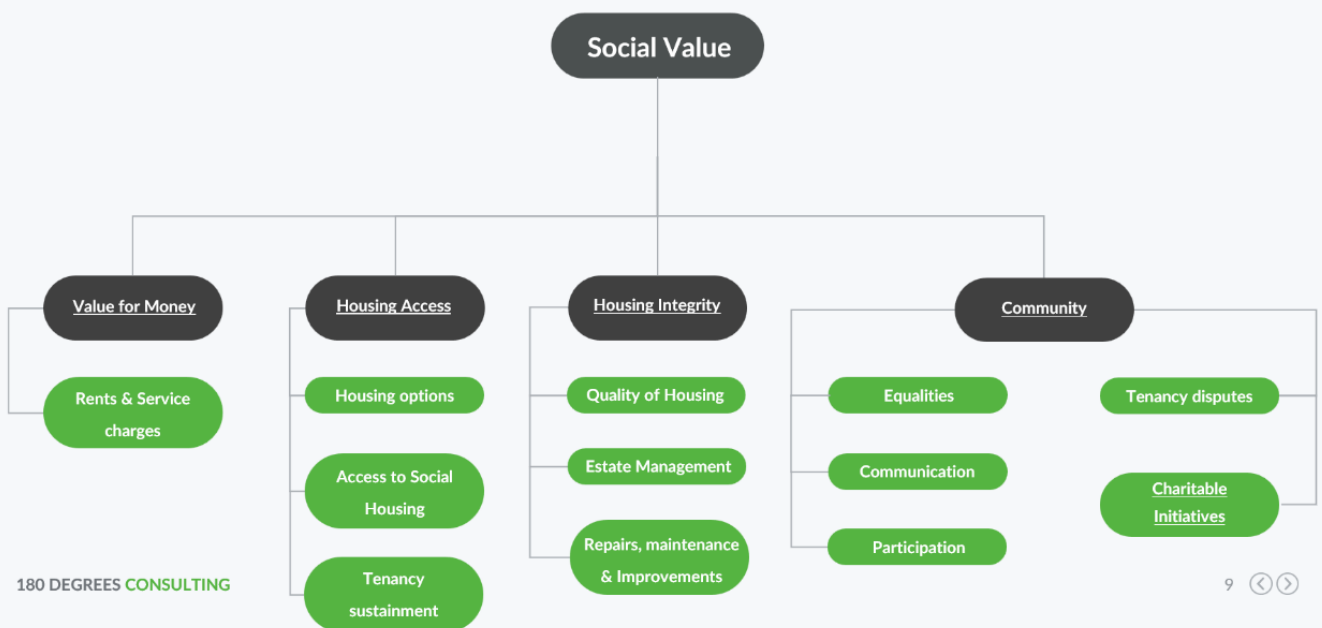 Social Value
Value for Money
Rents & Service
charges
Housing Access
Housing options
Access to Social
Housing
Tenancy
sustainment
Housing Integrity
Quality of Housing
Estate Management
Repairs, maintenance
& Improvements
Community
Equalities
Communication
Participation
Tenancy disputes
Charitable
Initiatives
180 DEGREES CONSULTING
9